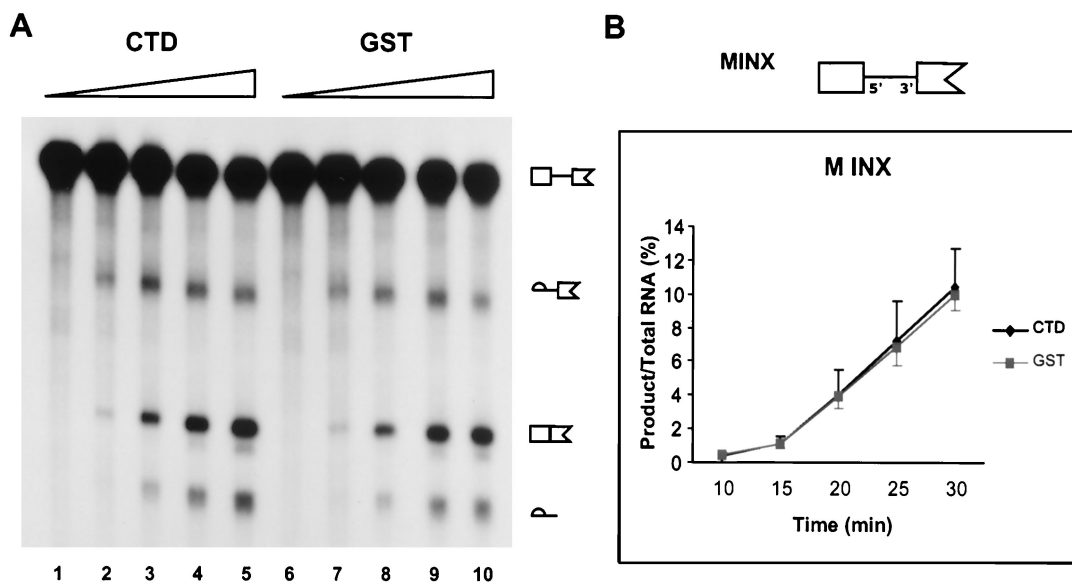 A
CTD GST
1 2 3 4 5 6 7 8 9 10
B
MINX
5' 3'
M INX
Product/Total RNA (%)
14
12
10
8
6
4
2
0
10 15 20 25 30
Time (min)
CTD
GST